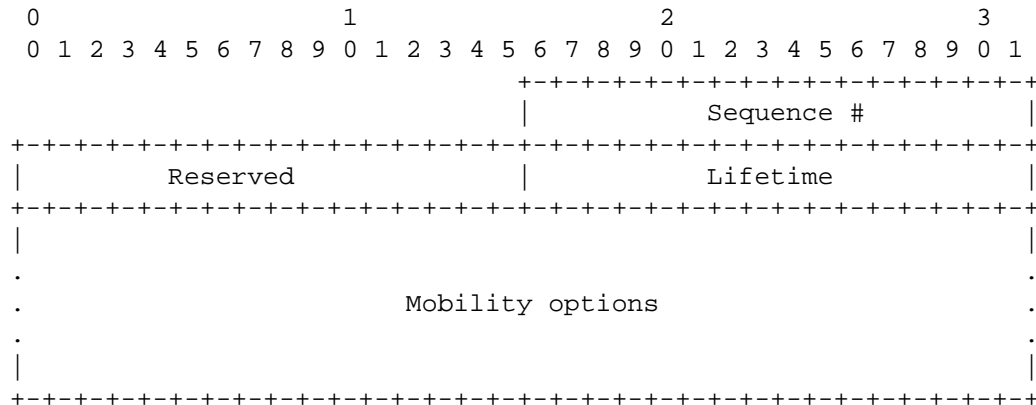 0                   1                   2                   3
 0 1 2 3 4 5 6 7 8 9 0 1 2 3 4 5 6 7 8 9 0 1 2 3 4 5 6 7 8 9 0 1
                                +-+-+-+-+-+-+-+-+-+-+-+-+-+-+-+-+
                                |           Sequence #          |
+-+-+-+-+-+-+-+-+-+-+-+-+-+-+-+-+-+-+-+-+-+-+-+-+-+-+-+-+-+-+-+-+
|         Reserved              |           Lifetime            |
+-+-+-+-+-+-+-+-+-+-+-+-+-+-+-+-+-+-+-+-+-+-+-+-+-+-+-+-+-+-+-+-+
|                                                               |
.                                                               .
.                        Mobility options                       .
.                                                               .
|                                                               |
+-+-+-+-+-+-+-+-+-+-+-+-+-+-+-+-+-+-+-+-+-+-+-+-+-+-+-+-+-+-+-+-+